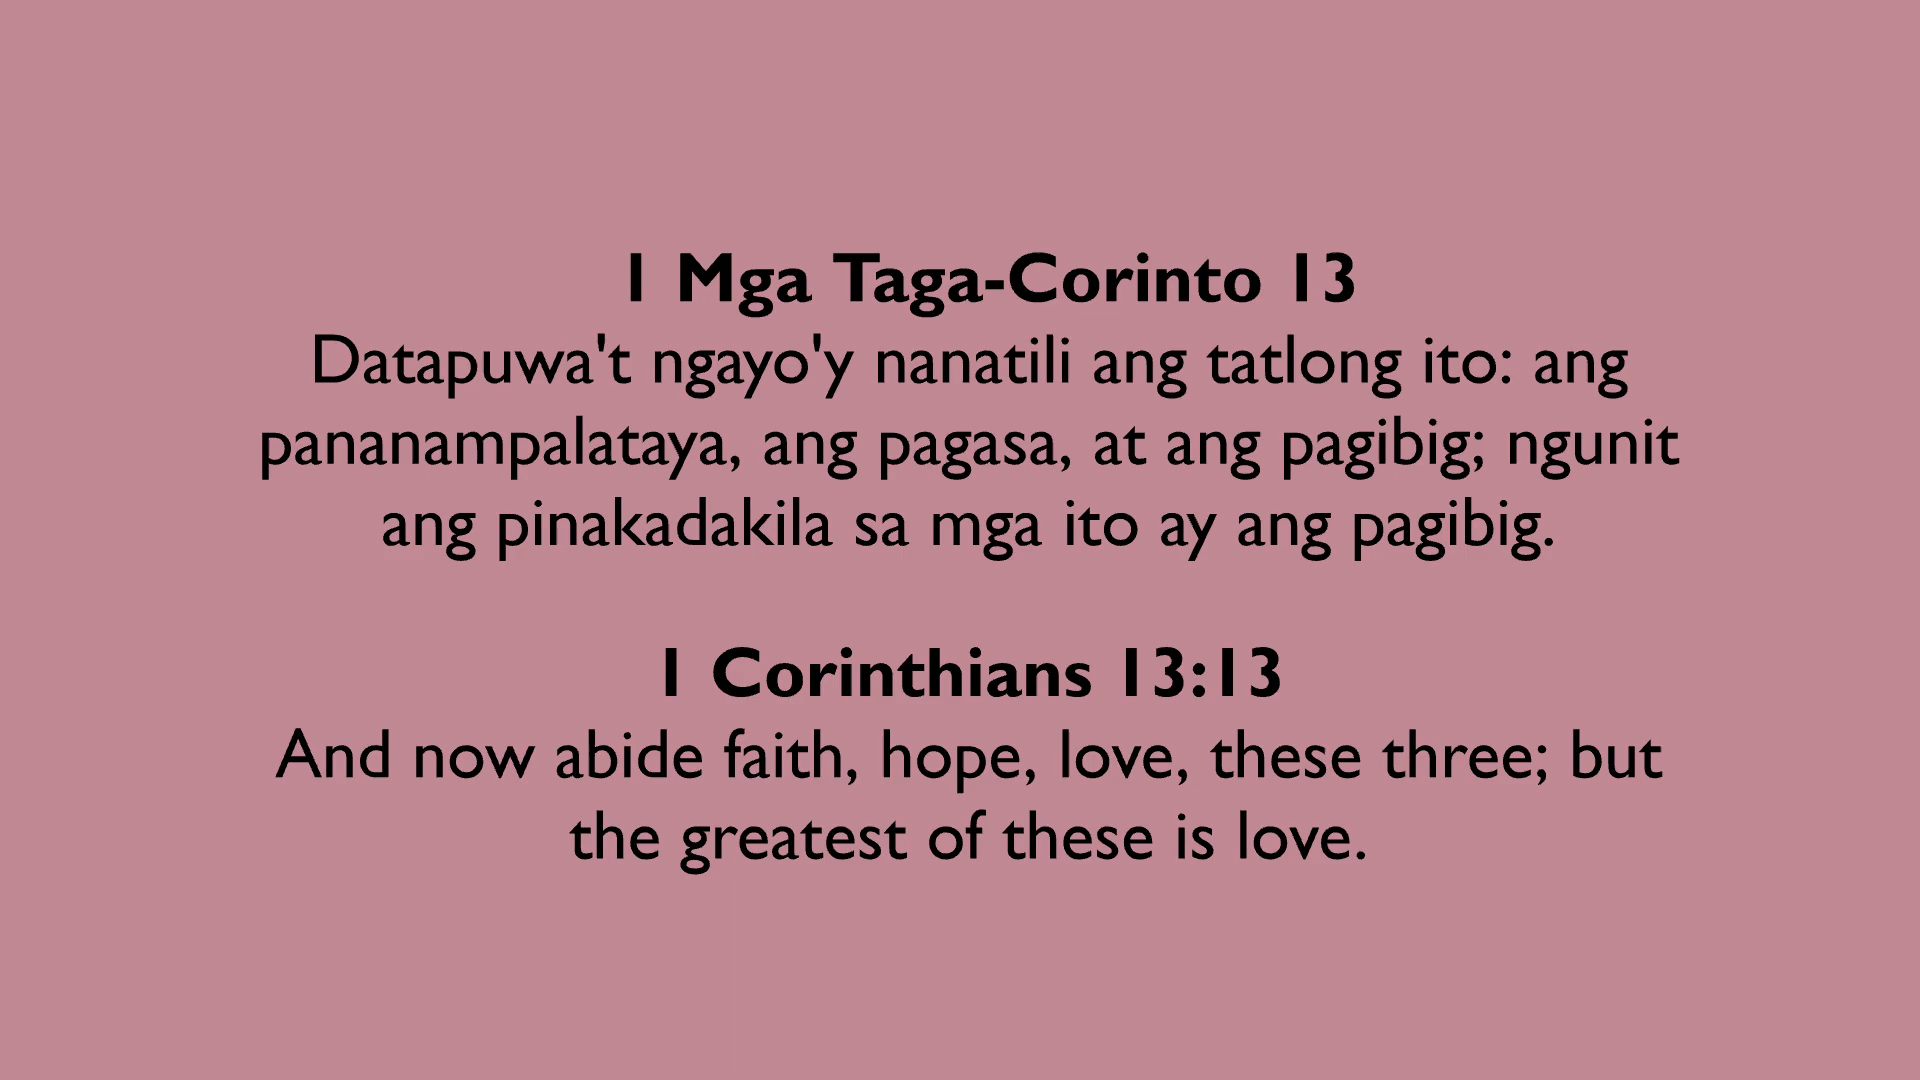 1 Mga Taga-Corinto 13
Datapuwa't ngayo'y nanatili ang tatlong ito: ang
pananampalataya, ang pagasa, at ang pagibig; ngunit
ang pinakadakila sa mga ito ay ang pagibig.
1 Corinthians 13:13
And now abide faith, hope, love, these three; but
the greatest of these is love.